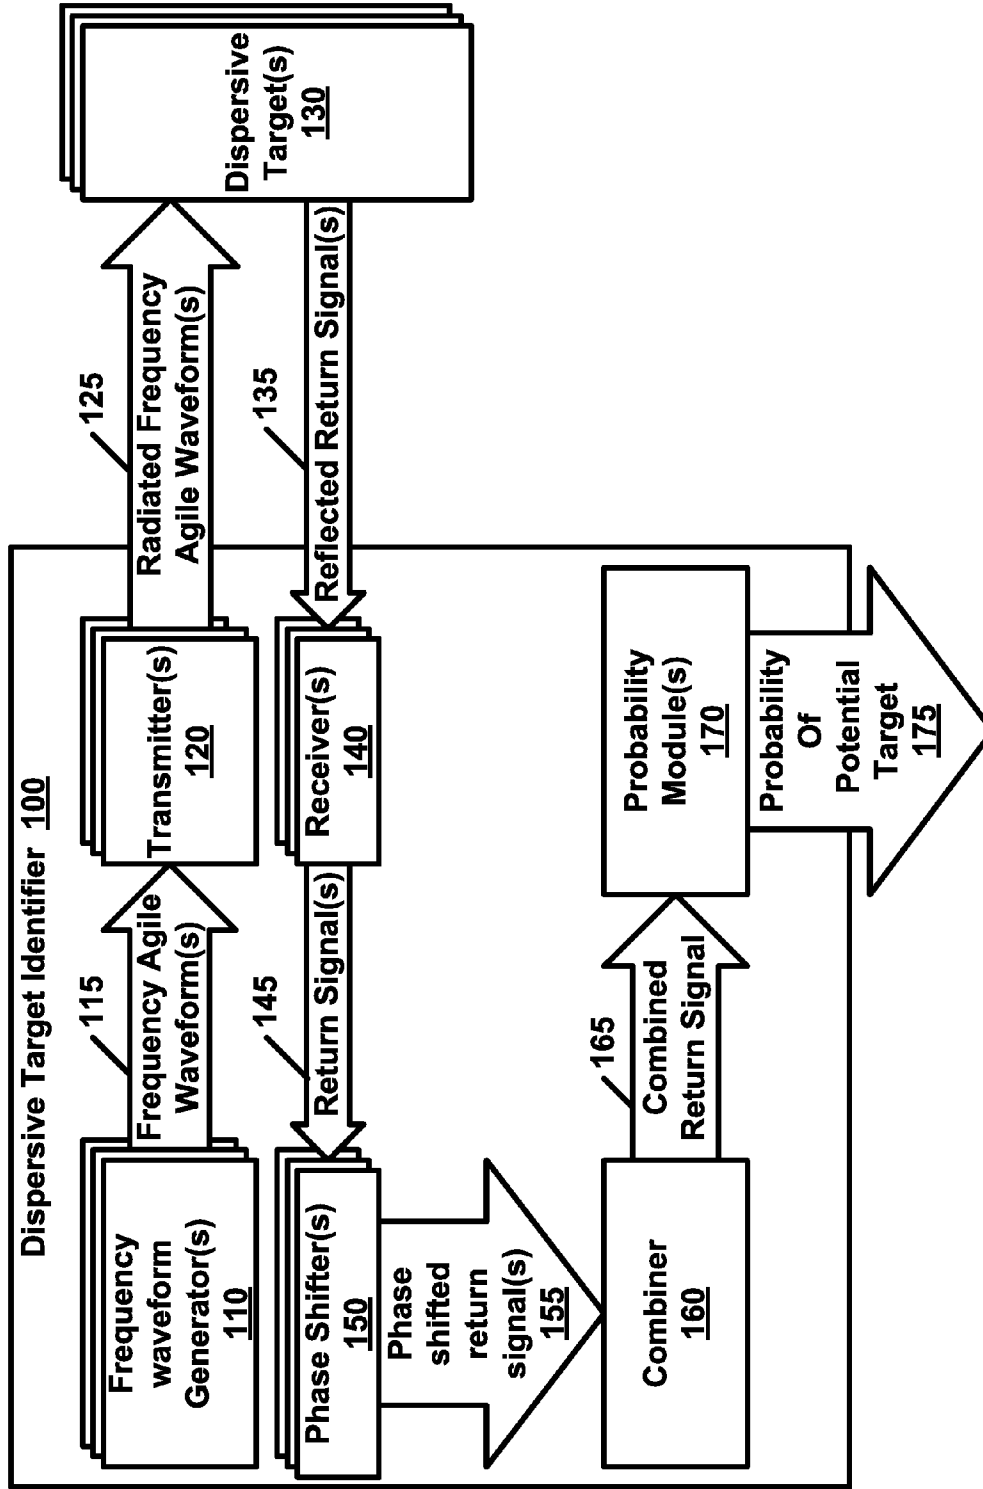 Dispersive Target Identifier 100
Frequency
waveform
Generator(s)
110
115
Frequency Agile
Waveform(s)
Transmitter(s)
120
125
Radiated Frequency
Agile Waveform(s)
Dispersive
Target(s)
130
135
Reflected Return Signal(s)
Receiver(s)
140
145
Return Signal(s)
Phase Shifter(s)
150
Phase
shifted
return
signal(s)
155
Combiner
160
165
Combined
Return Signal
Probability
Module(s)
170
Probability
Of
Potential
Target
175